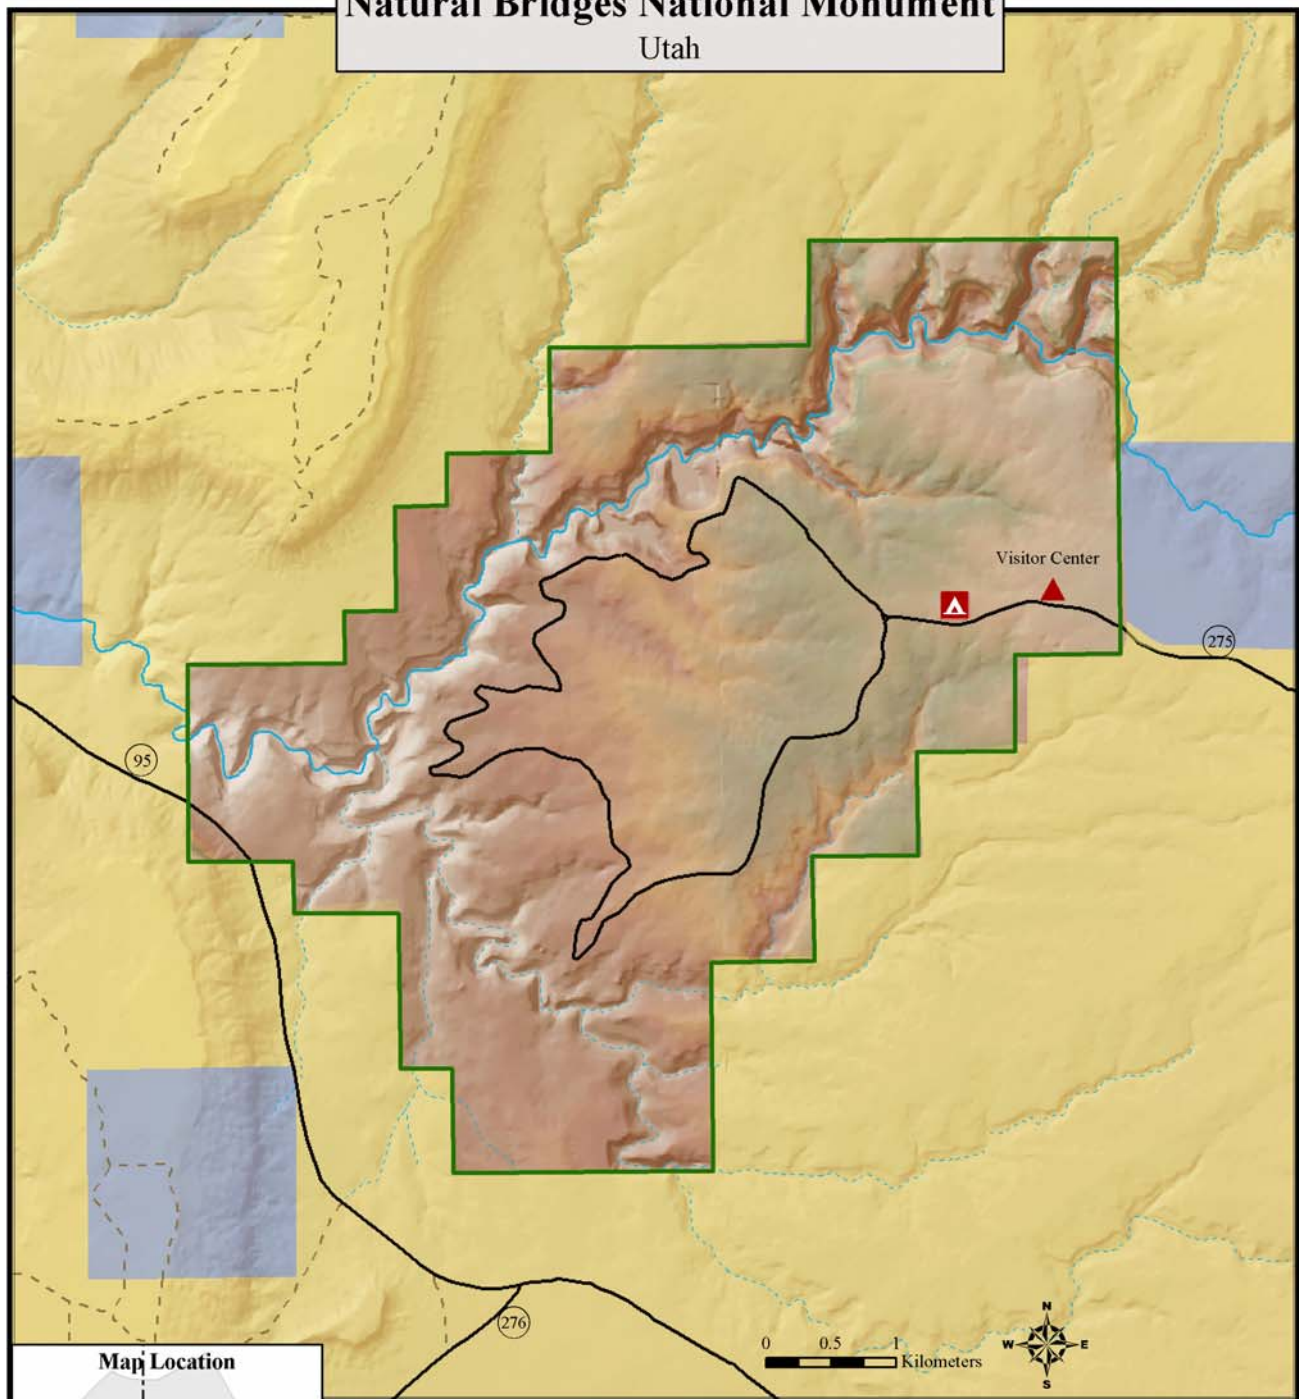 Natural Bridges National Monument
Utah
Visitor Center
275
95
276
N
W E
S
0 0.5 1
Kilometers
Map Location